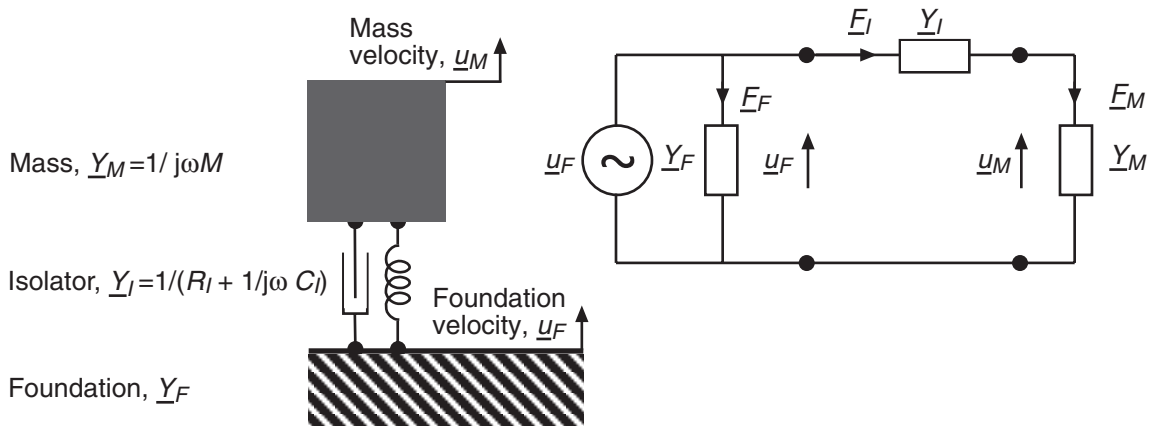 Mass
velocity, u_M
Mass, Y_M =1/ jωM
Isolator, Y_I =1/(R_I + 1/jω C_I)
Foundation
velocity, u_F
Foundation, Y_F
F_I
Y_I
F_F
F_M
u_F
~
Y_F
u_F
u_M
Y_M